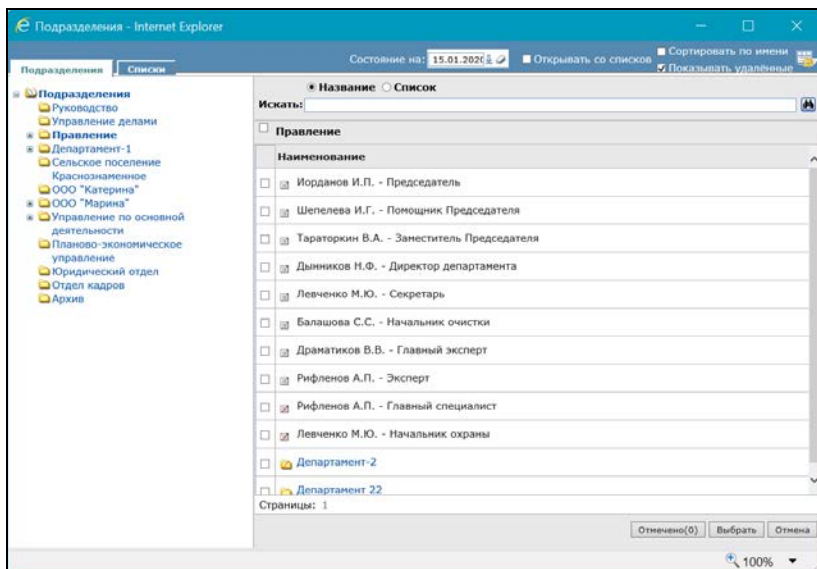 Подразделения - Internet Explorer
Подразделения Списки
Состояние на: 15.01.2020 Открывать со списков
Сортировать по имени
Показывать удалённые
Подразделения
Руководство
Управление делами
Правление
Департамент-1
Сельское поселение
Краснознаменное
ООО "Катерина"
ООО "Марина"
Управление по основной
деятельности
Планово-экономическое
управление
Юридический отдел
Отдел кадров
Архив
Название Список
Искать:
Правление
Наименование
Иорданов И.П. - Председатель
Шепелева И.Г. - Помощник Председателя
Тараторкин В.А. - Заместитель Председателя
Дынников Н.Ф. - Директор департамента
Левченко М.Ю. - Секретарь
Балашова С.С. - Начальник очистки
Драматиков В.В. - Главный эксперт
Рифленов А.П. - Эксперт
Рифленов А.П. - Главный специалист
Левченко М.Ю. - Начальник охраны
Департамент-2
Департамент 22
Страницы: 1
Отмечено(0) Выбрать Отмена
100%